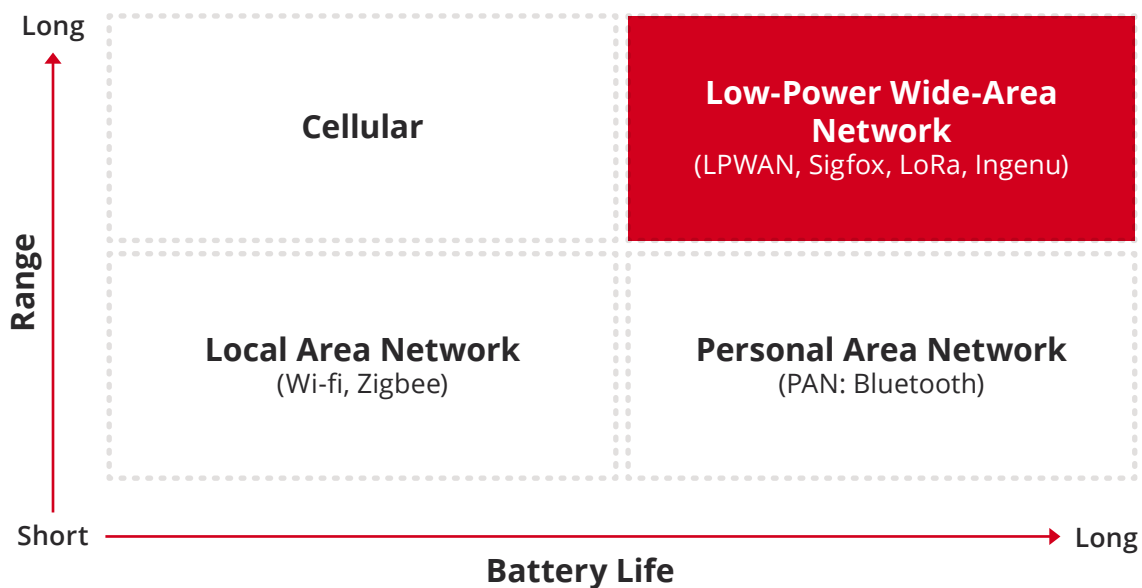 Long
Cellular
Low-Power Wide-Area
Network
(LPWAN, Sigfox, LoRa, Ingenu)
Range
Local Area Network
(Wi-fi, Zigbee)
Personal Area Network
(PAN: Bluetooth)
Short
Long
Battery Life